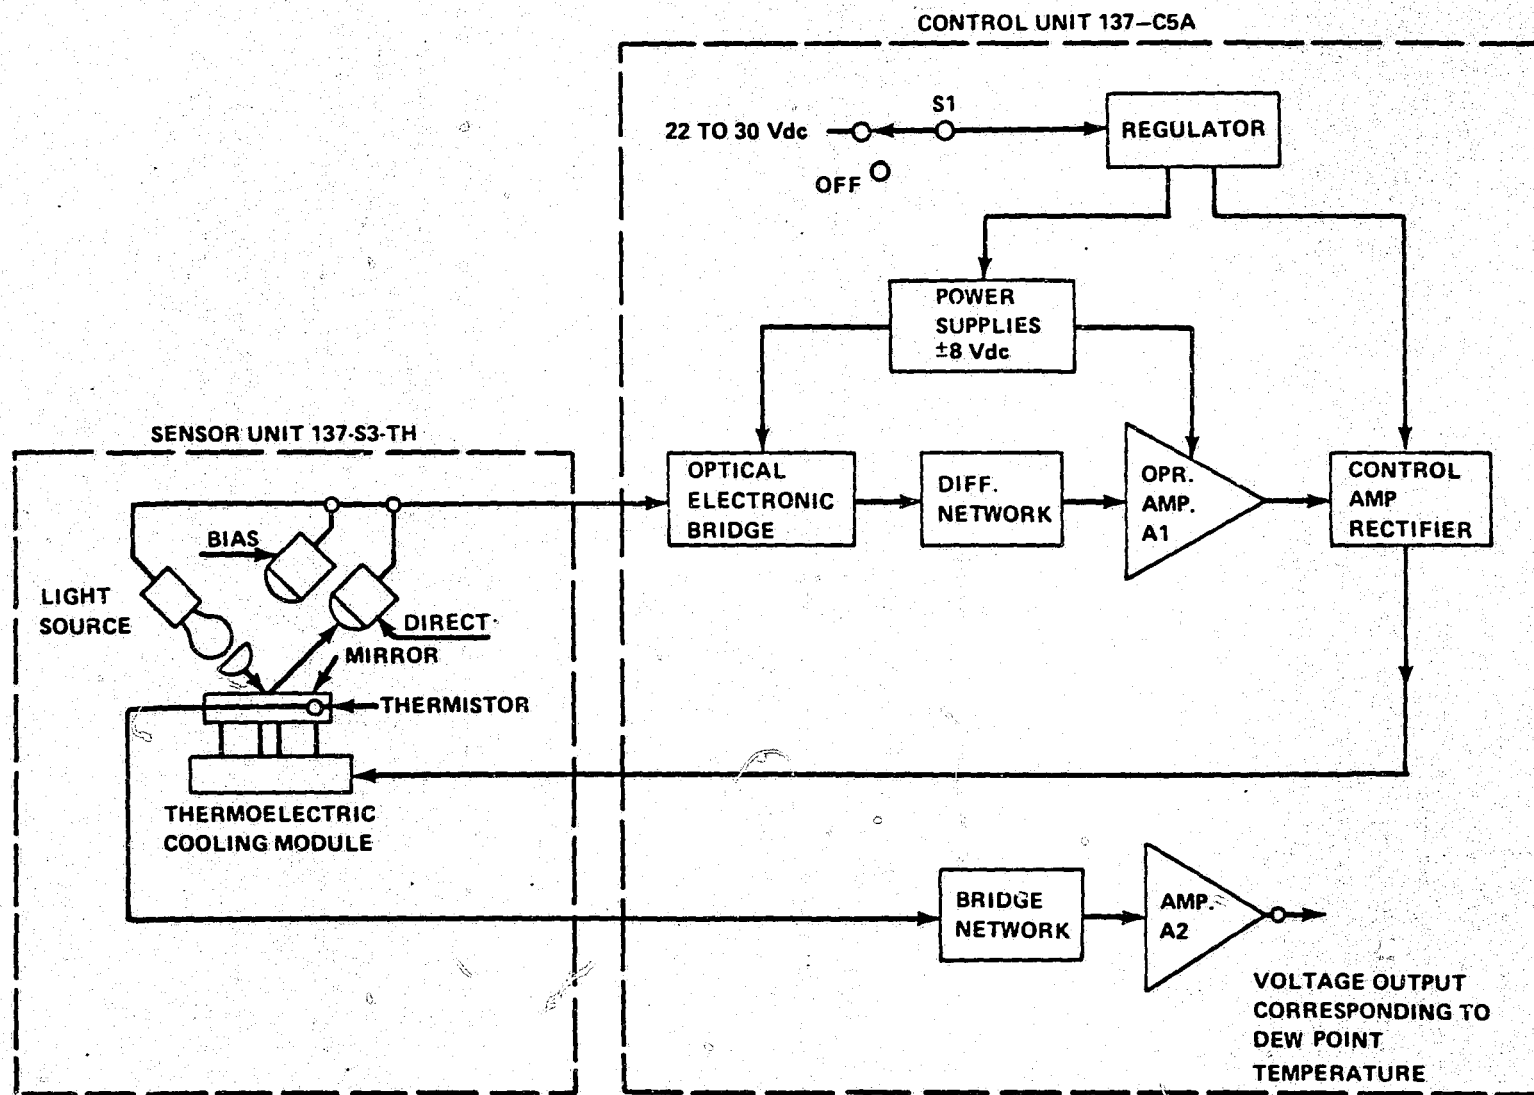 CONTROL UNIT 137–C5A
S1
22 TO 30 Vdc
OFF
REGULATOR
POWER
SUPPLIES
±8 Vdc
SENSOR UNIT 137-S3-TH
OPTICAL
ELECTRONIC
BRIDGE
DIFF.
NETWORK
OPR.
AMP.
A1
CONTROL
AMP
RECTIFIER
BIAS
LIGHT
SOURCE
DIRECT
MIRROR
THERMISTOR
THERMOELECTRIC
COOLING MODULE
BRIDGE
NETWORK
AMP.
A2
VOLTAGE OUTPUT
CORRESPONDING TO
DEW POINT
TEMPERATURE